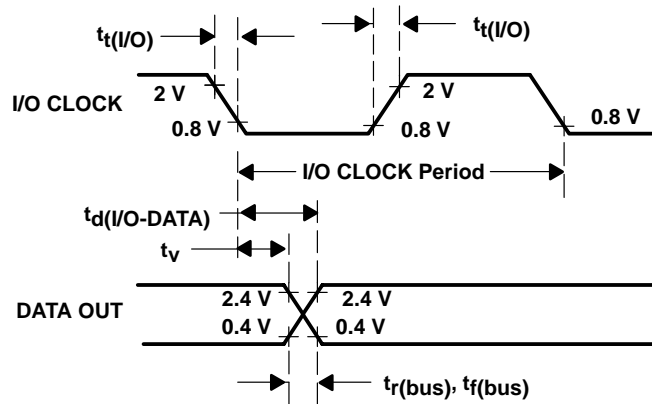 tt(I/O)
tt(I/O)
I/O CLOCK
2 V
2 V
0.8 V
0.8 V
0.8 V
I/O CLOCK Period
td(I/O-DATA)
tv
DATA OUT
2.4 V
2.4 V
0.4 V
0.4 V
tr(bus), tf(bus)